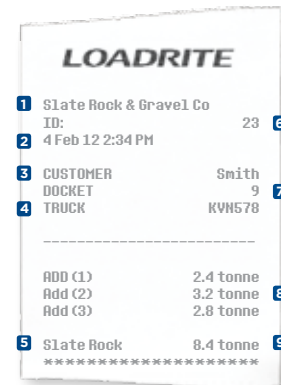 LOADRITE
1 Slate Rock & Gravel Co
ID: 23 6
2 4 Feb 12 2:34 PM
3 CUSTOMER Smith
DOCKET 9 7
4 TRUCK KVN578
------------------------
ADD (1) 2.4 tonne
Add (2) 3.2 tonne 8
Add (3) 2.8 tonne
5 Slate Rock 8.4 tonne 9
********************